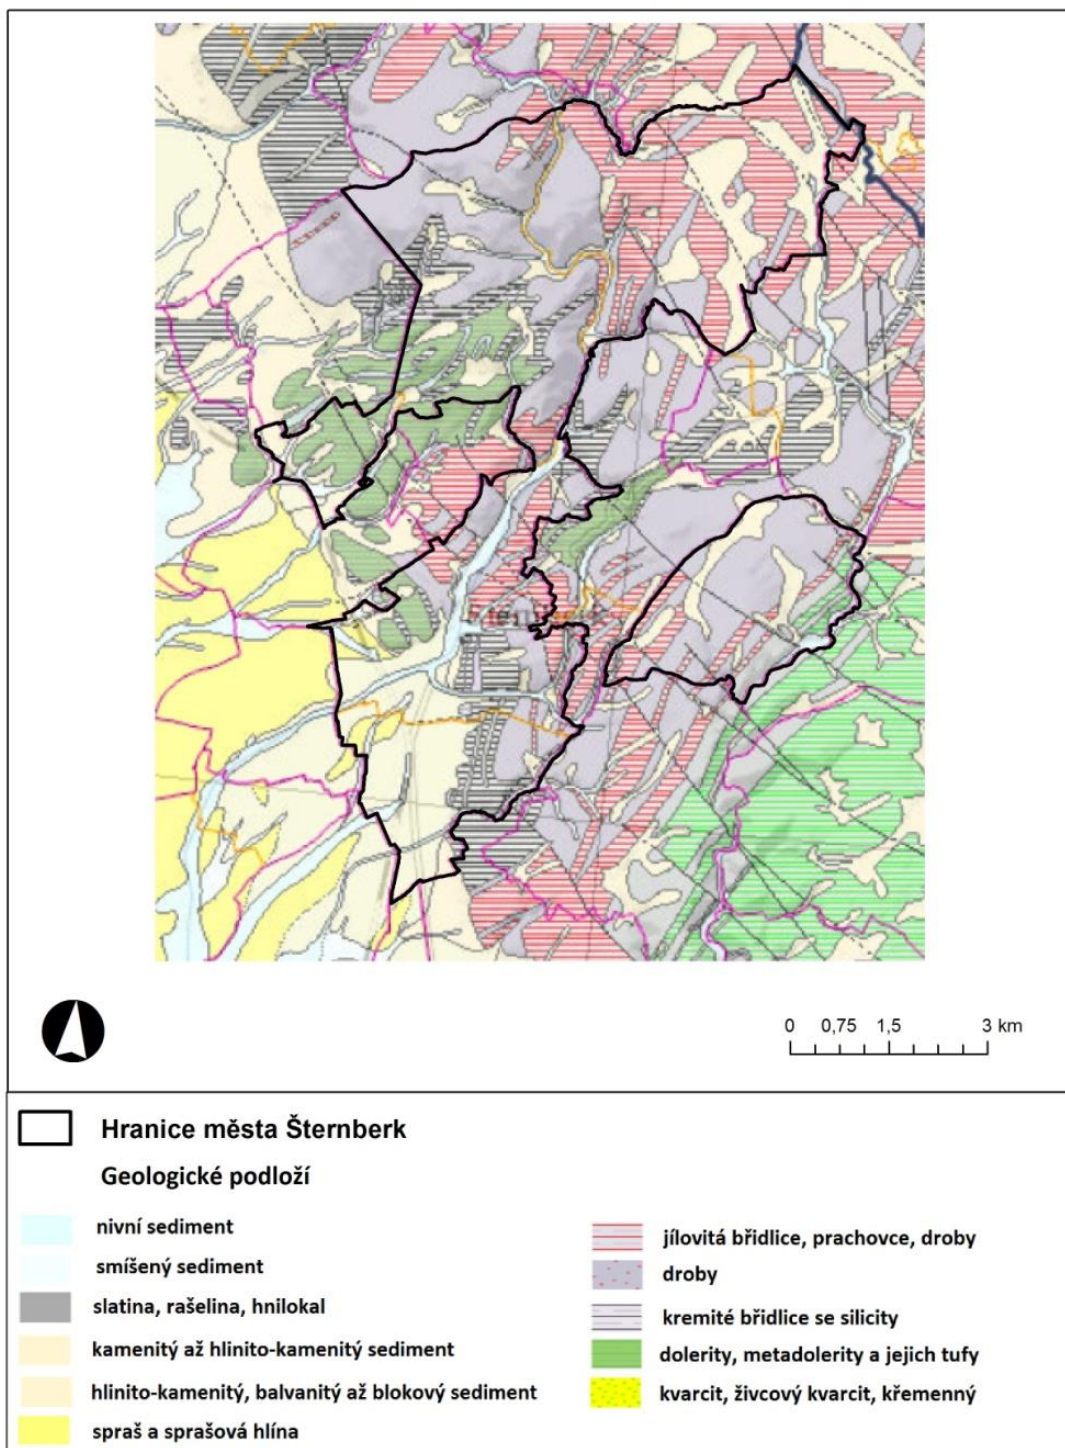 0 0,75 1,5 3 km
Hranice města Šternberk
Geologické podloží
nivní sediment
smíšený sediment
slatina, rašelina, hnilokal
kamenitý až hlinito-kamenitý sediment
hlinito-kamenitý, balvanitý až blokový sediment
spraš a sprašová hlína
jílovitá břidlice, prachovce, droby
droby
kremité břidlice se silicity
dolerity, metadolerity a jejich tufy
kvarcit, živcový kvarcit, křemenný